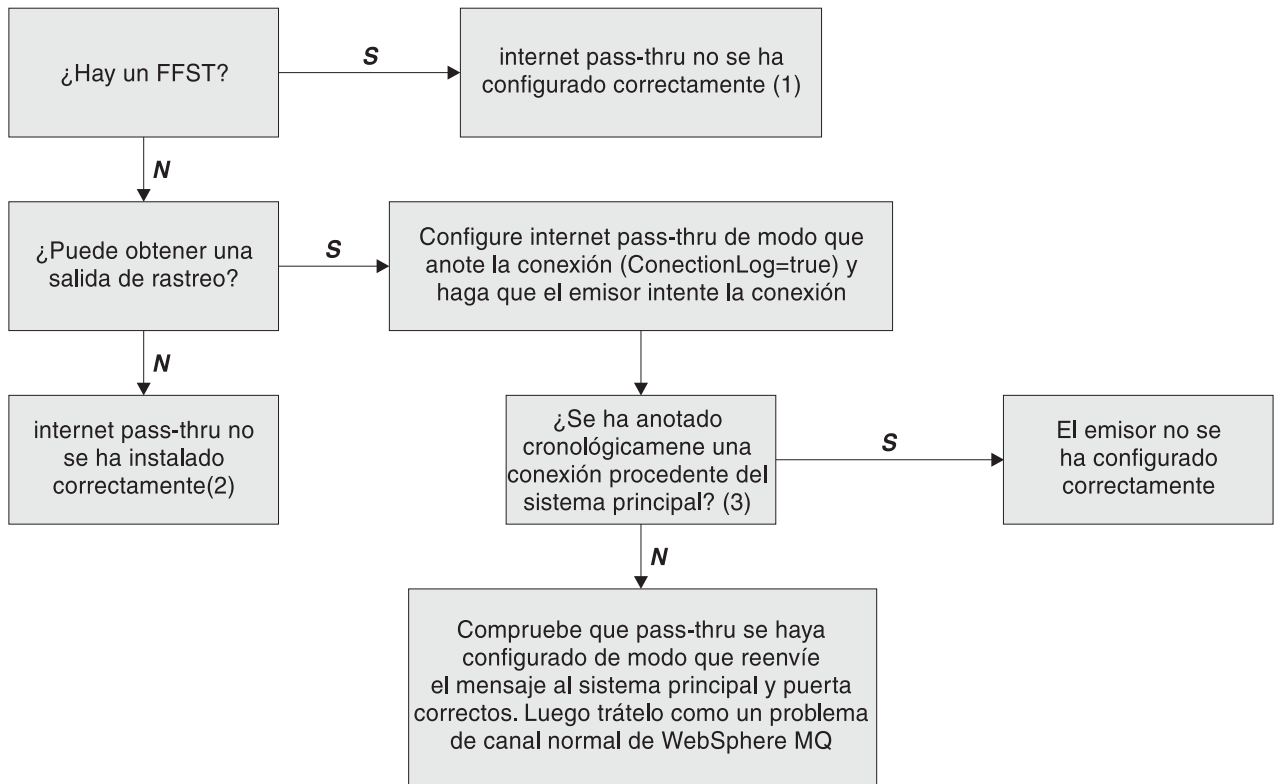 ¿Hay un FFST?
S
internet pass-thru no se ha
configurado correctamente (1)
N
¿Puede obtener una
salida de rastreo?
S
Configure internet pass-thru de modo que
anote la conexión (ConectionLog=true) y
haga que el emisor intente la conexión
N
internet pass-thru no
se ha instalado
correctamente(2)
¿Se ha anotado
cronológicamene una
conexión procedente del
sistema principal? (3)
S
El emisor no se
ha configurado
correctamente
N
Compruebe que pass-thru se haya
configurado de modo que reenvíe
el mensaje al sistema principal y puerta
correctos. Luego trátelo como un problema
de canal normal de WebSphere MQ